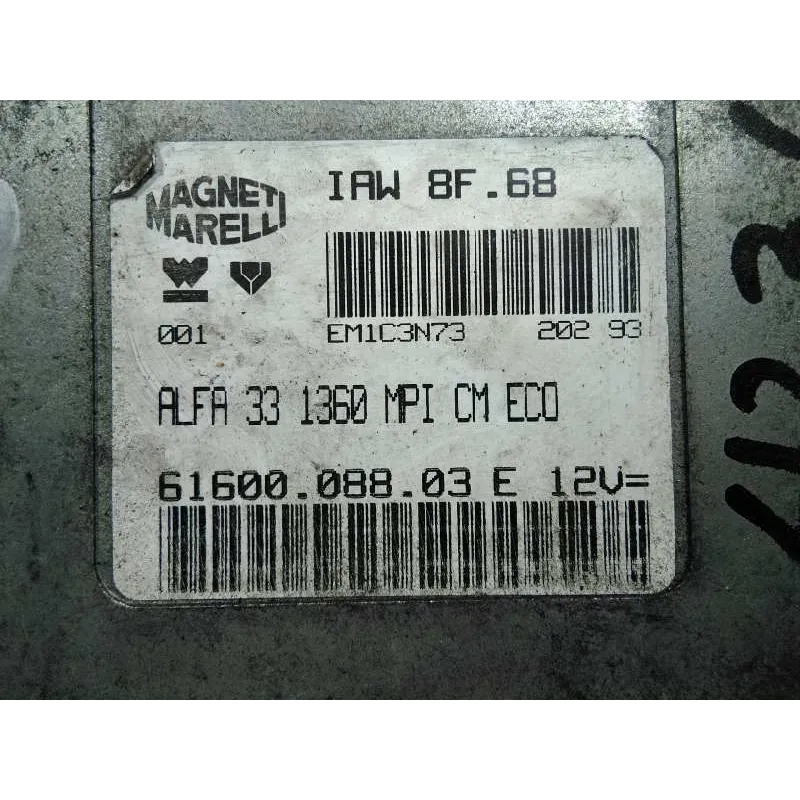 MAGNETI
MARELLI
IAW 8F.68
001
EM1C3N73 202 93
ALFA 33 1360 MPI CM ECO
61600.088.03 E 12V=